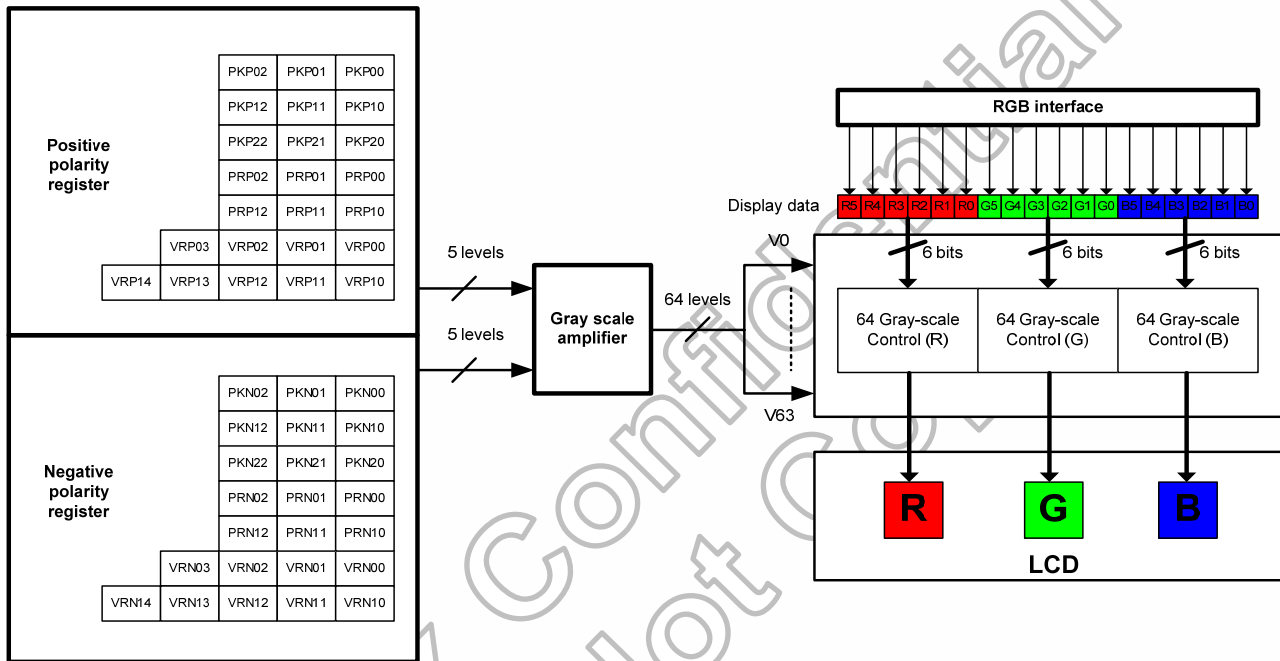 Positive
polarity
register
PKP02 PKP01 PKP00
PKP12 PKP11 PKP10
PKP22 PKP21 PKP20
PRP02 PRP01 PRP00
PRP12 PRP11 PRP10
VRP03 VRP02 VRP01 VRP00
VRP14 VRP13 VRP12 VRP11 VRP10
Negative
polarity
register
PKN02 PKN01 PKN00
PKN12 PKN11 PKN10
PKN22 PKN21 PKN20
PRN02 PRN01 PRN00
PRN12 PRN11 PRN10
VRN03 VRN02 VRN01 VRN00
VRN14 VRN13 VRN12 VRN11 VRN10
5 levels
5 levels
Gray scale
amplifier
64 levels
V0
V63
RGB interface
Display data
R5 R4 R3 R2 R1 R0 G5 G4 G3 G2 G1 G0 B5 B4 B3 B2 B1 B0
6 bits 6 bits 6 bits
64 Gray-scale
Control (R)
64 Gray-scale
Control (G)
64 Gray-scale
Control (B)
R G B
LCD
Confidential